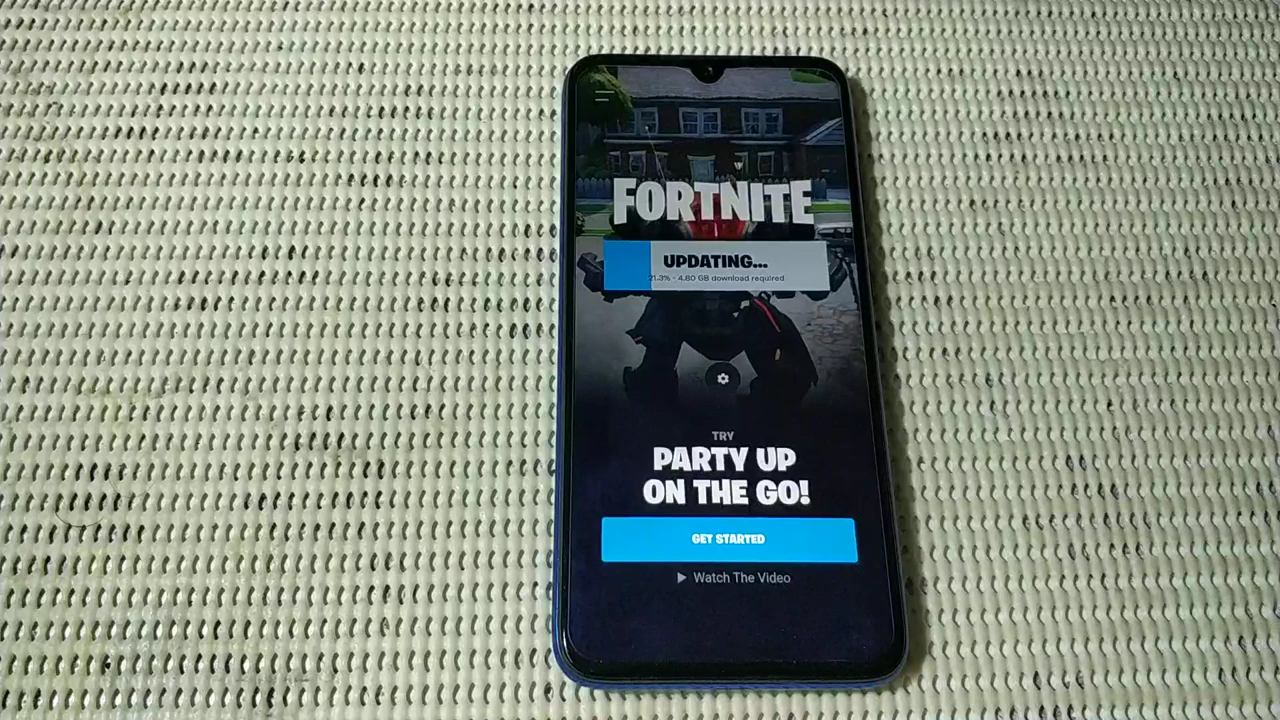 FORTNITE
UPDATING...
21.3% - 4.80 GB download required
TRY
PARTY UP
ON THE GO!
GET STARTED
Watch The Video